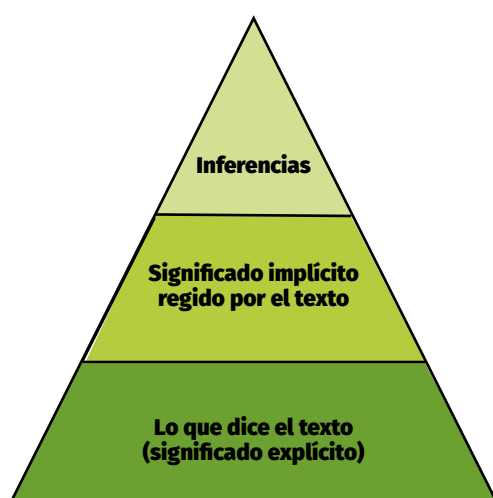 Inferencias
Significado implícito
regido por el texto
Lo que dice el texto
(significado explícito)